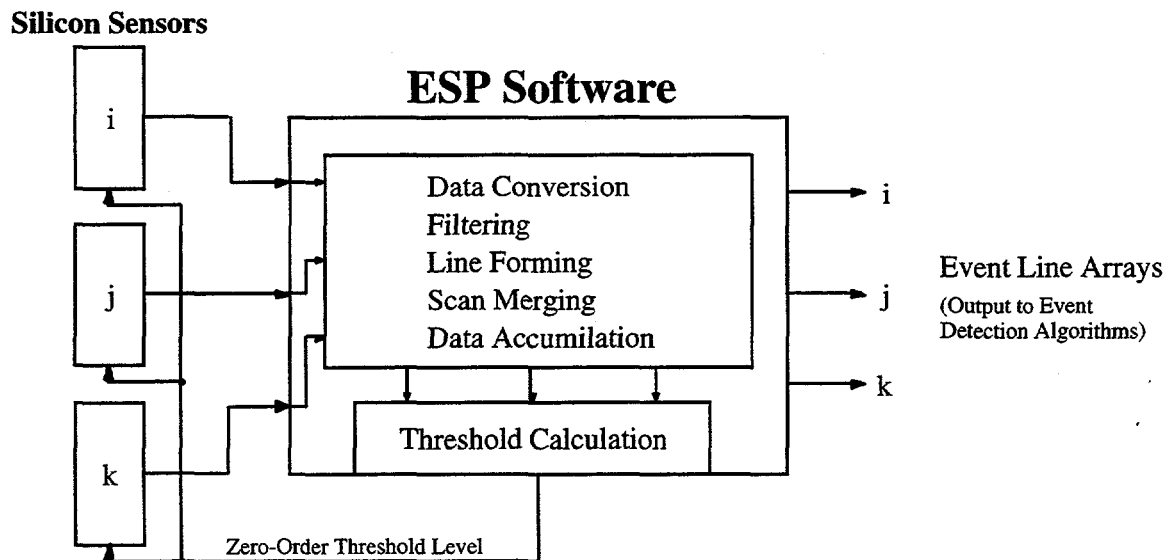 Silicon Sensors
ESP Software
i
j
k
Data Conversion
Filtering
Line Forming
Scan Merging
Data Accumilation
Threshold Calculation
i
j
k
Event Line Arrays
(Output to Event
Detection Algorithms)
Zero-Order Threshold Level